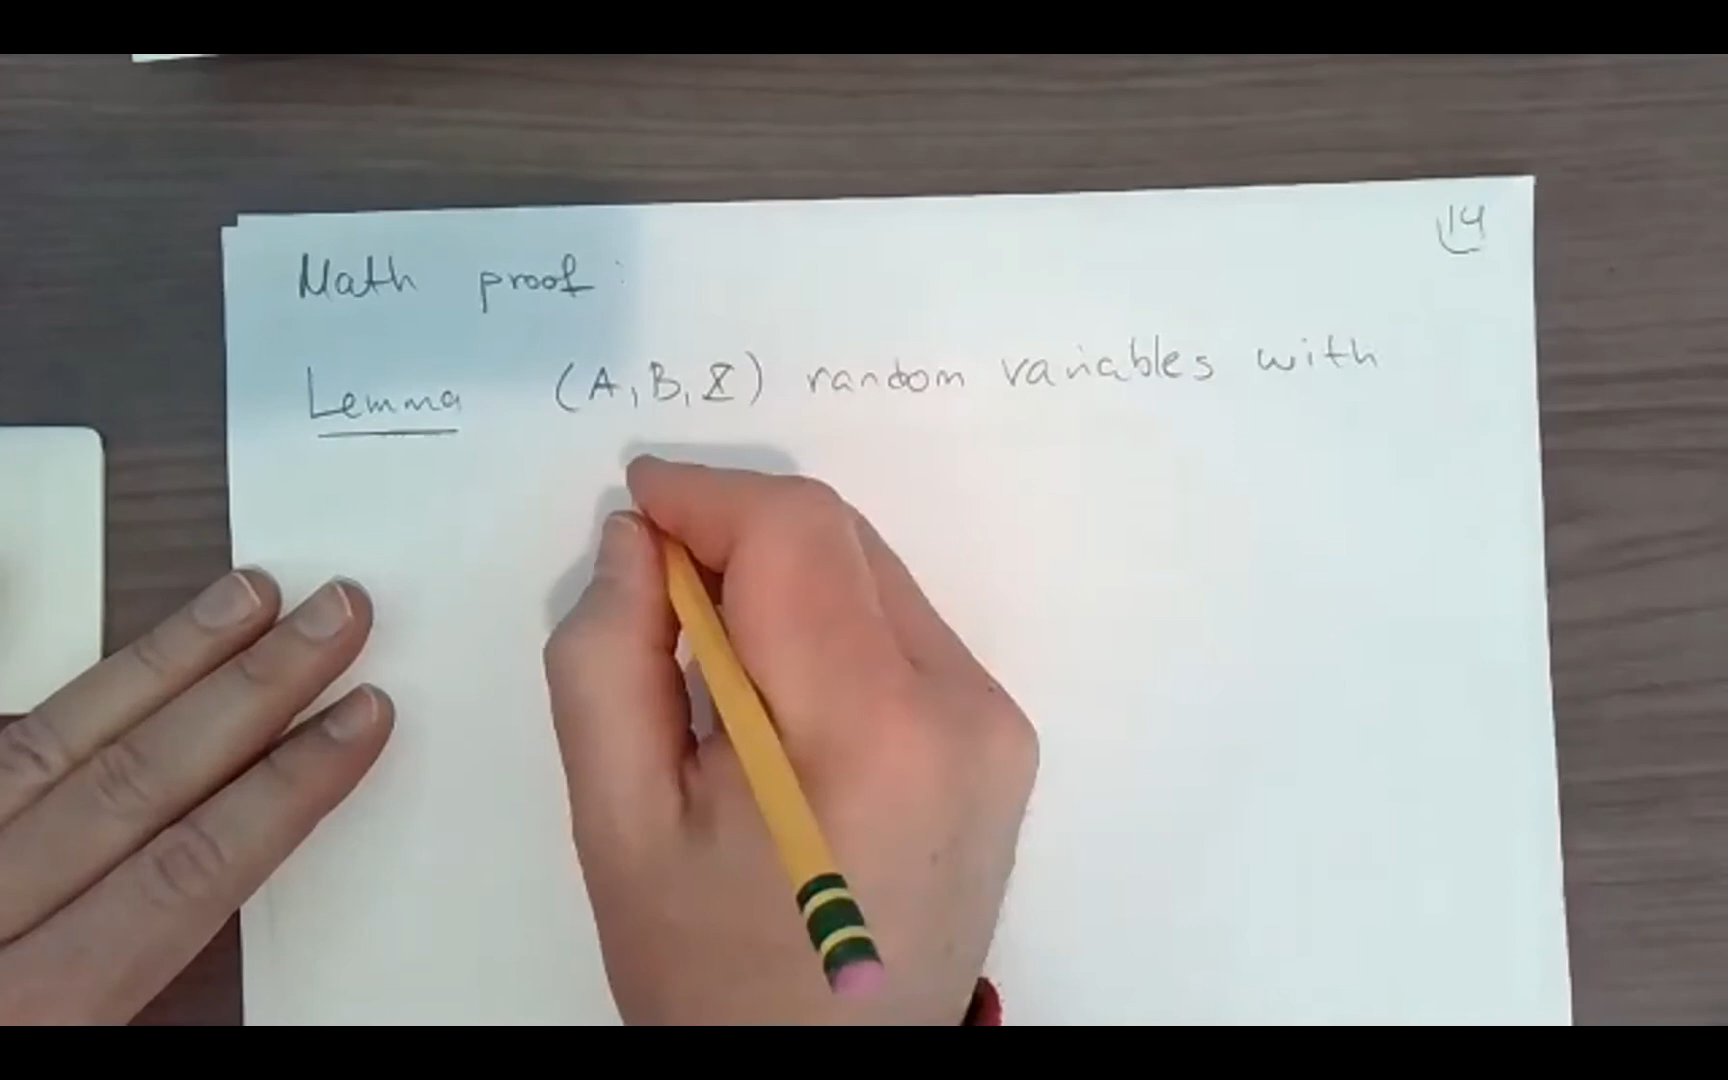 14
Math proof:
Lemma (A, B, Z) random variables with